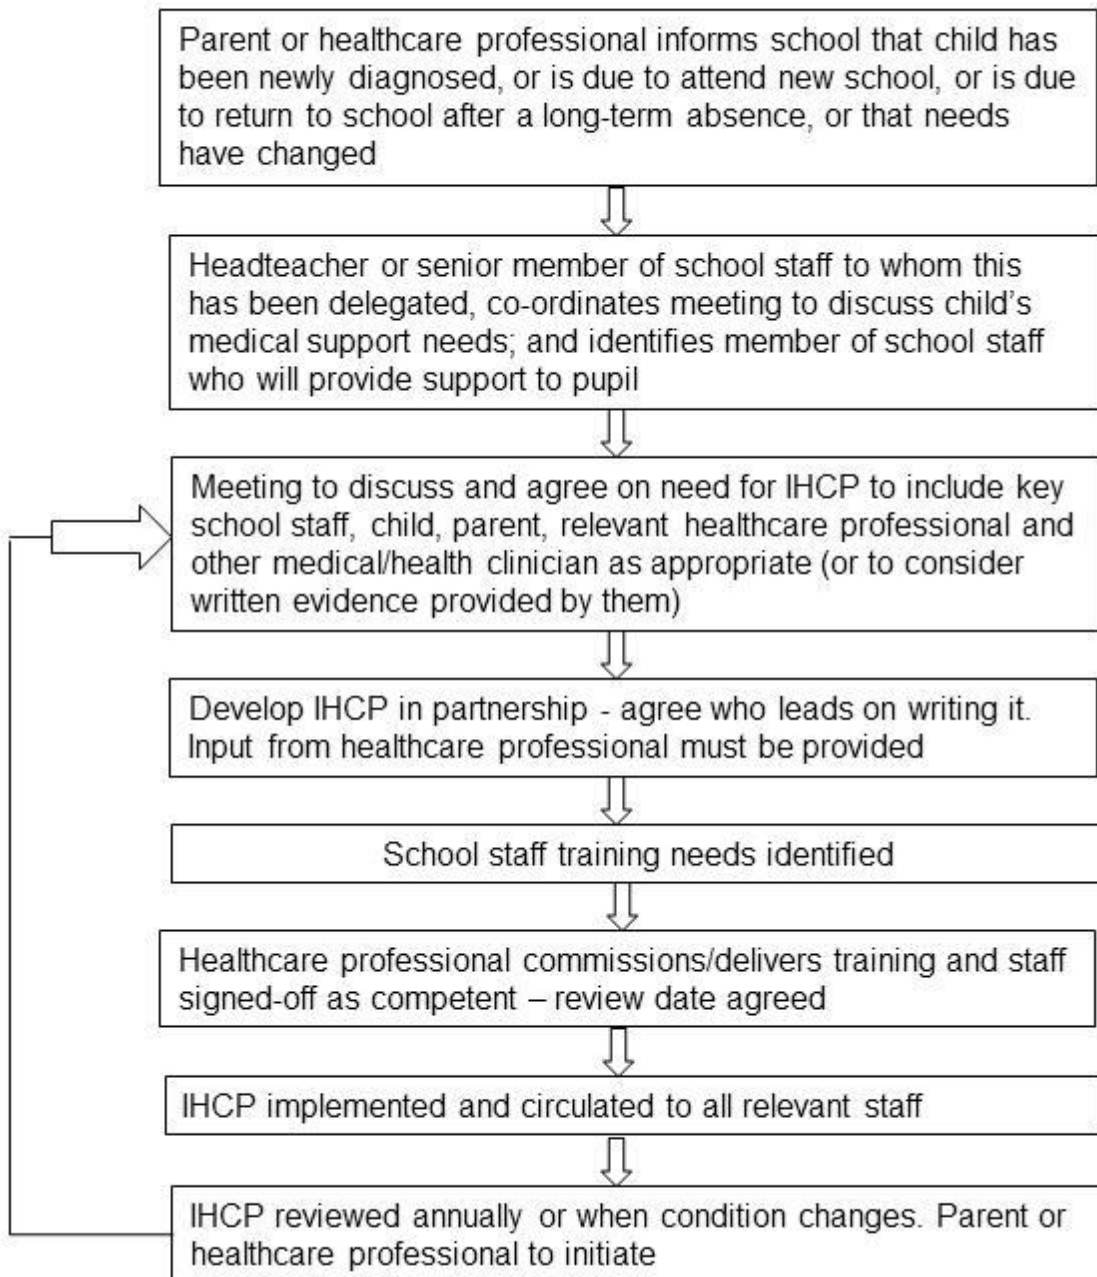 Parent or healthcare professional informs school that child has
been newly diagnosed, or is due to attend new school, or is due
to return to school after a long-term absence, or that needs
have changed
Headteacher or senior member of school staff to whom this
has been delegated, co-ordinates meeting to discuss child's
medical support needs; and identifies member of school staff
who will provide support to pupil
Meeting to discuss and agree on need for IHCP to include key
school staff, child, parent, relevant healthcare professional and
other medical/health clinician as appropriate (or to consider
written evidence provided by them)
Develop IHCP in partnership - agree who leads on writing it.
Input from healthcare professional must be provided
School staff training needs identified
Healthcare professional commissions/delivers training and staff
signed-off as competent – review date agreed
IHCP implemented and circulated to all relevant staff
IHCP reviewed annually or when condition changes. Parent or
healthcare professional to initiate